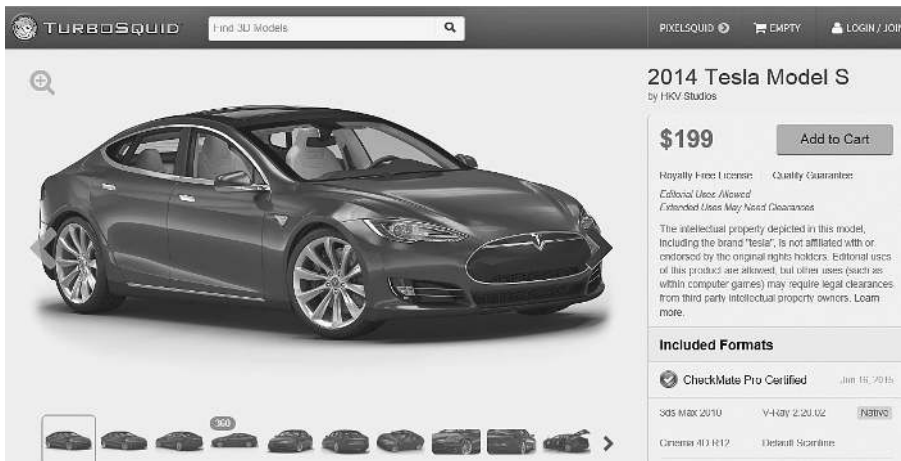 TURBOSQUID
Find 3D Models
PIXELSQUID
EMPTY
LOGIN / JOIN
2014 Tesla Model S
by HKV Studios
$199
Add to Cart
Royalty Free License
Quality Guarantee
Editorial Uses Allowed
Extended Uses May Need Clearances
The intellectual property depicted in this model,
including the brand "tesla", is not affiliated with or
endorsed by the original rights holders. Editorial uses
of this product are allowed, but other uses (such as
within computer games) may require legal clearances
from third party intellectual property owners. Learn
more.
Included Formats
CheckMate Pro Certified
Jun 16, 2015
3ds Max 2010
V-Ray 2.20.02
Native
Cinema 4D R12
Default Scanline
360